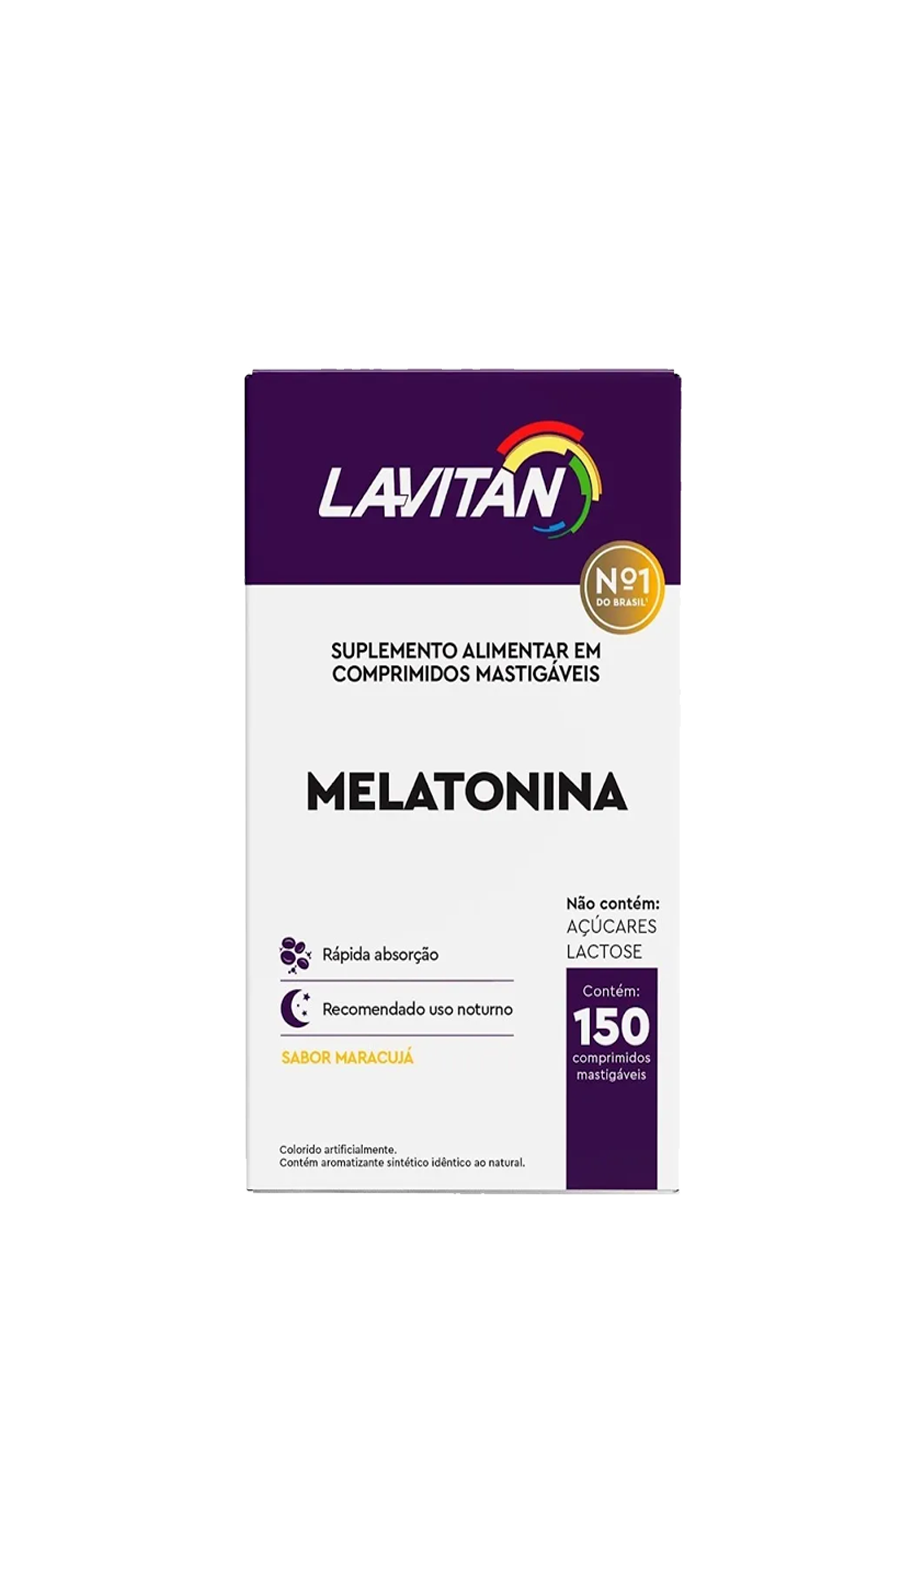 LAVITAN
Nº1
DO BRASIL¹
SUPLEMENTO ALIMENTAR EM
COMPRIMIDOS MASTIGÁVEIS
MELATONINA
Não contém:
AÇÚCARES
LACTOSE
Rápida absorção
Recomendado uso noturno
SABOR MARACUJÁ
Contém:
150
comprimidos
mastigáveis
Colorido artificialmente.
Contém aromatizante sintético idêntico ao natural.